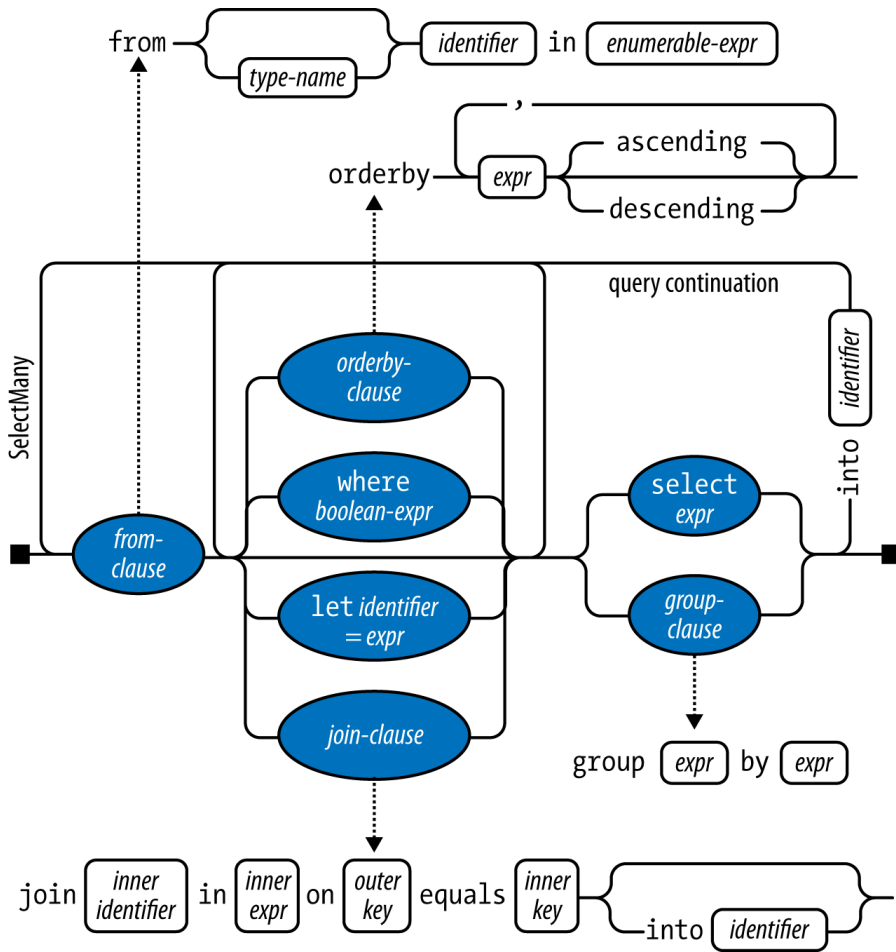 from type-name identifier in enumerable-expr
,
orderby expr ascending
descending
query continuation
SelectMany
identifier
into
orderby-
clause
where
boolean-expr
from-
clause
let identifier
= expr
join-clause
select
expr
group-
clause
group expr by expr
join inner
identifier in inner
expr on outer
key equals inner
key into identifier